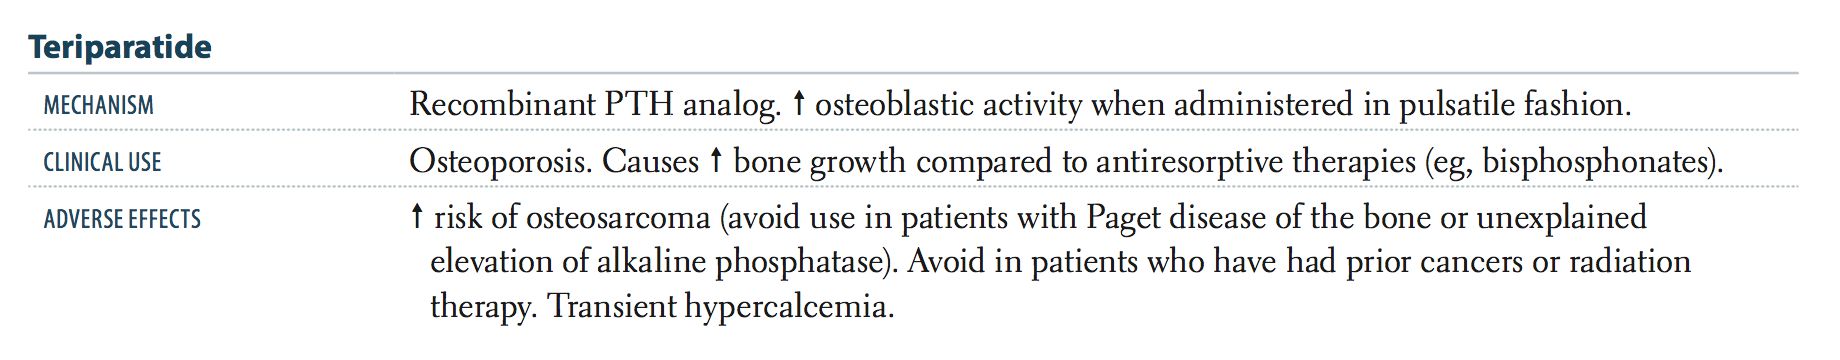 Teriparatide
MECHANISM Recombinant PTH analog. ↑ osteoblastic activity when administered in pulsatile fashion.
CLINICAL USE Osteoporosis. Causes ↑ bone growth compared to antiresorptive therapies (eg, bisphosphonates).
ADVERSE EFFECTS ↑ risk of osteosarcoma (avoid use in patients with Paget disease of the bone or unexplained
elevation of alkaline phosphatase). Avoid in patients who have had prior cancers or radiation
therapy. Transient hypercalcemia.